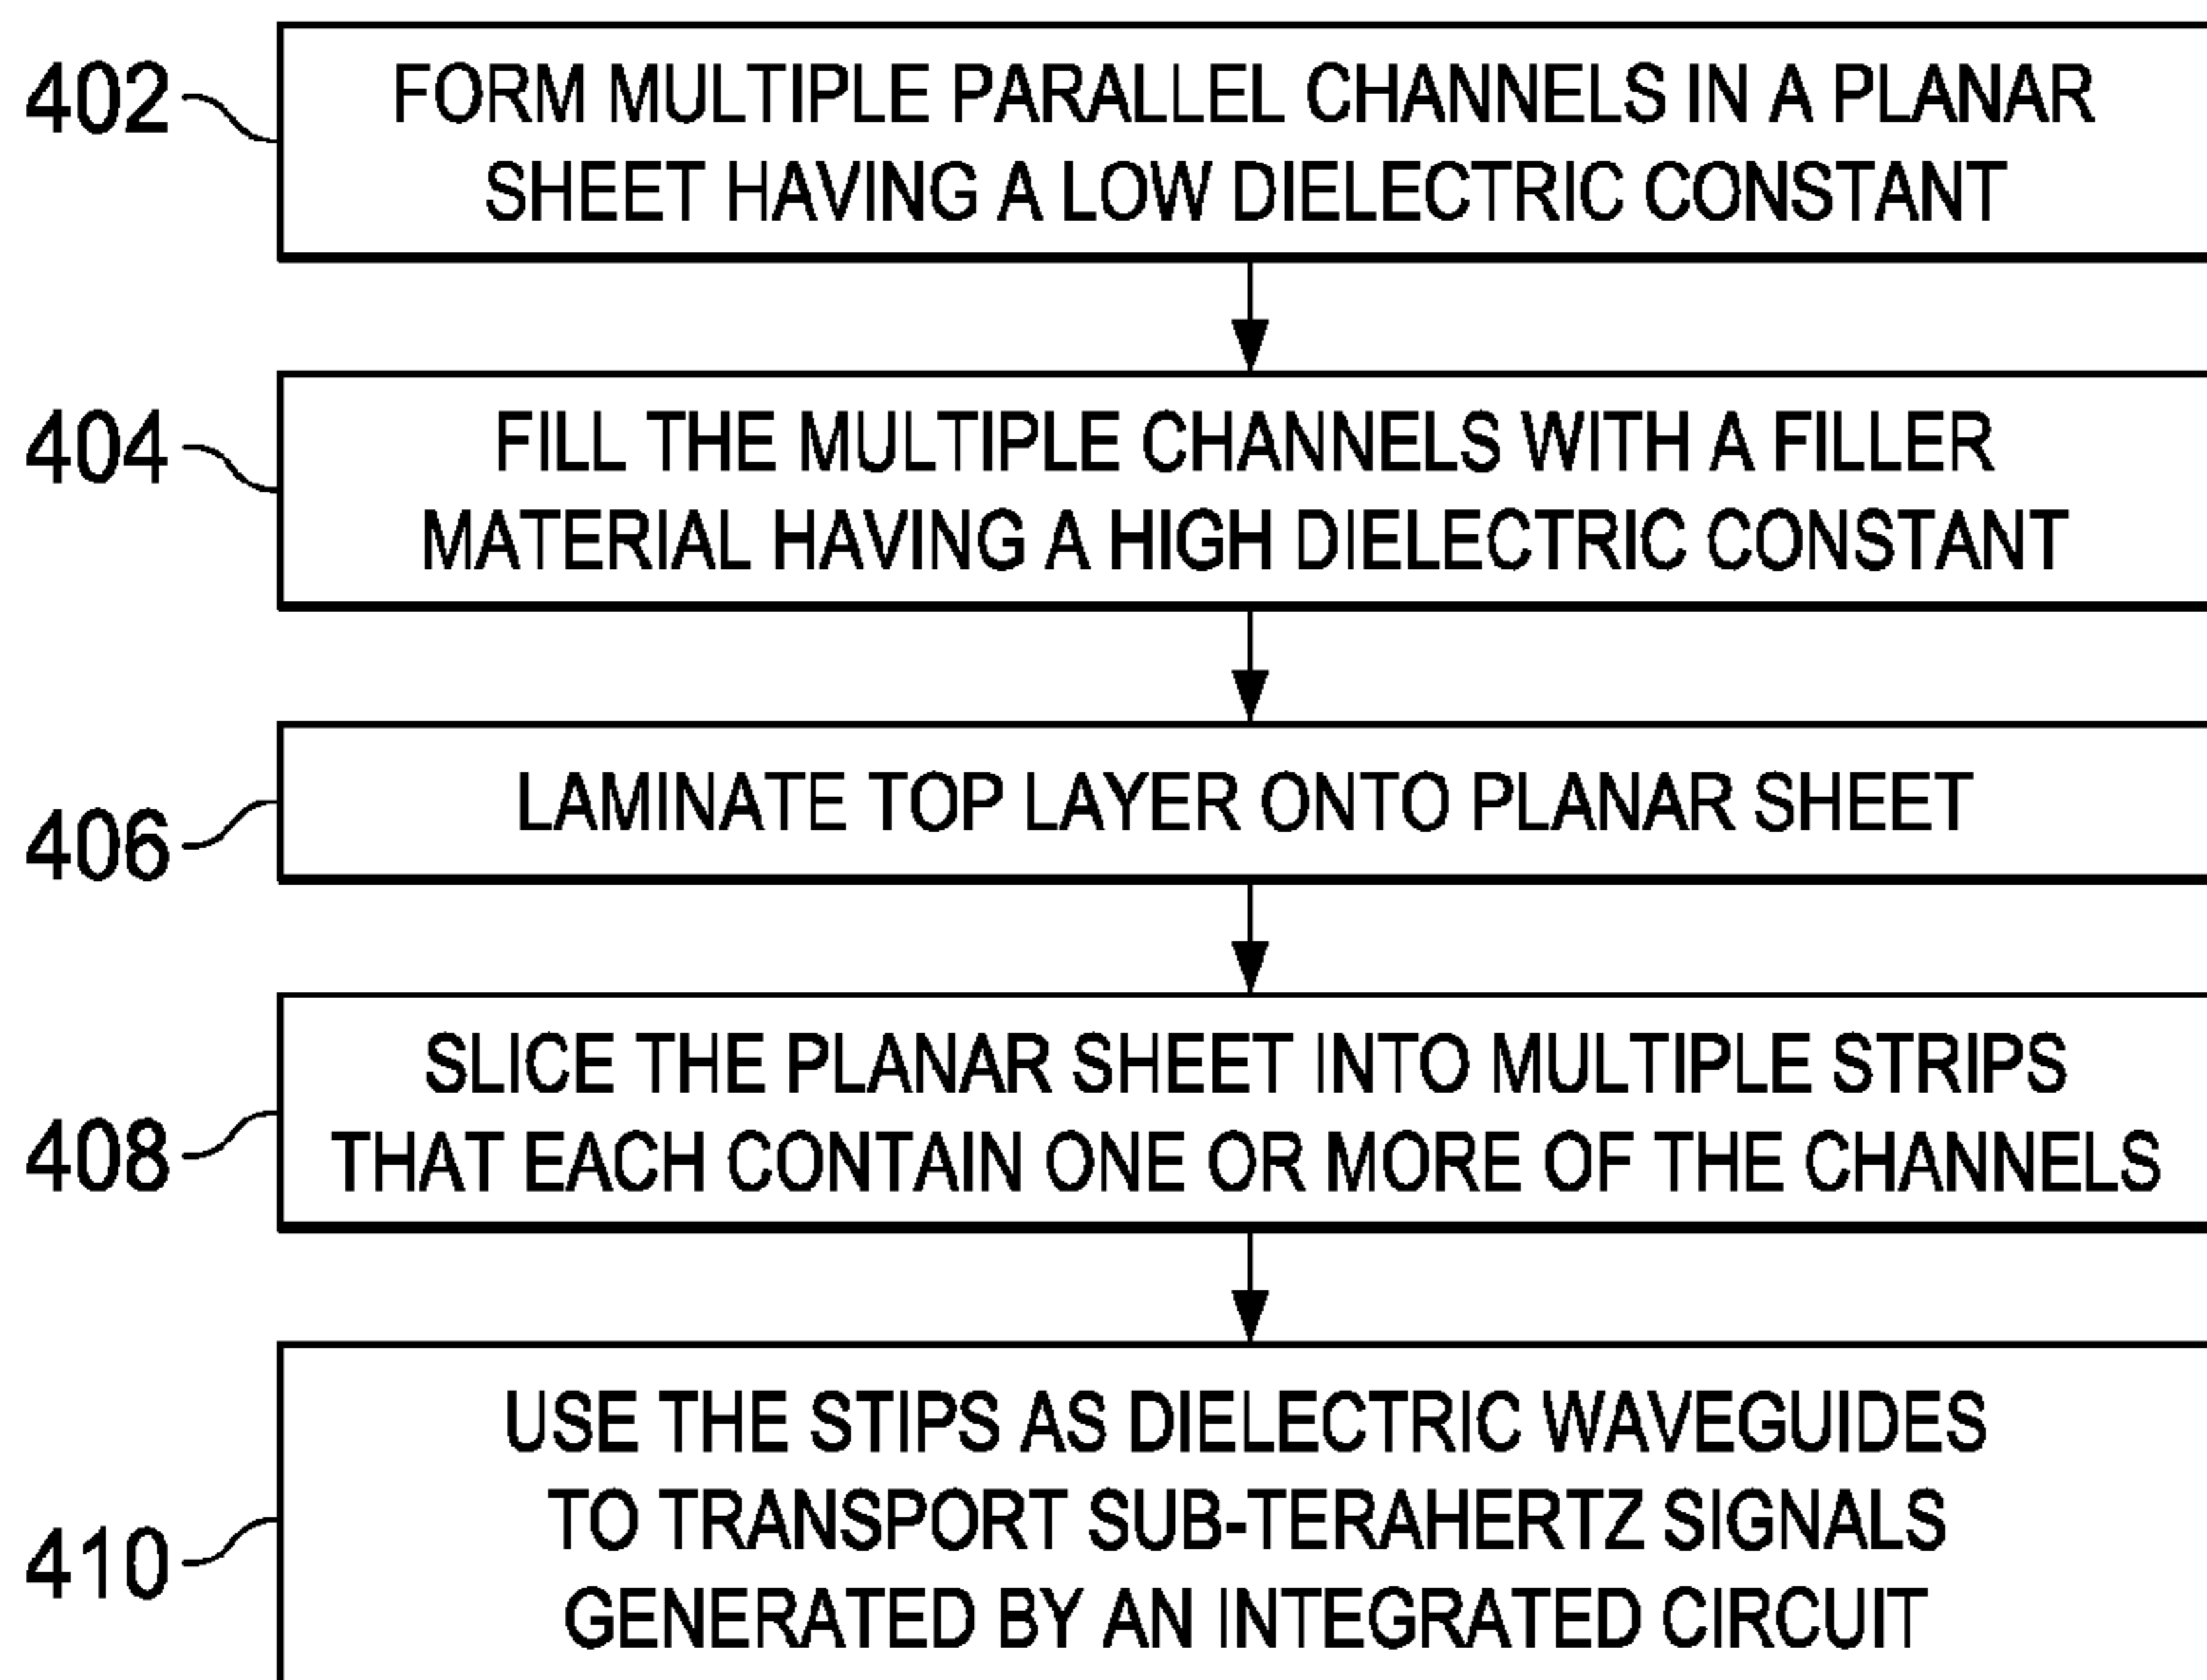 402
FORM MULTIPLE PARALLEL CHANNELS IN A PLANAR
SHEET HAVING A LOW DIELECTRIC CONSTANT
404
FILL THE MULTIPLE CHANNELS WITH A FILLER
MATERIAL HAVING A HIGH DIELECTRIC CONSTANT
406
LAMINATE TOP LAYER ONTO PLANAR SHEET
408
SLICE THE PLANAR SHEET INTO MULTIPLE STRIPS
THAT EACH CONTAIN ONE OR MORE OF THE CHANNELS
410
USE THE STIPS AS DIELECTRIC WAVEGUIDES
TO TRANSPORT SUB-TERAHERTZ SIGNALS
GENERATED BY AN INTEGRATED CIRCUIT